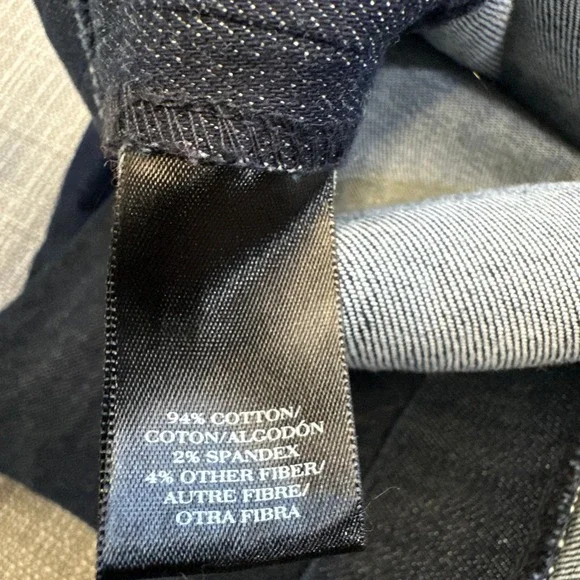 94% COTTON/
COTON/ALGODÓN
2% SPANDEX
4% OTHER FIBER/
AUTRE FIBRE/
OTRA FIBRA